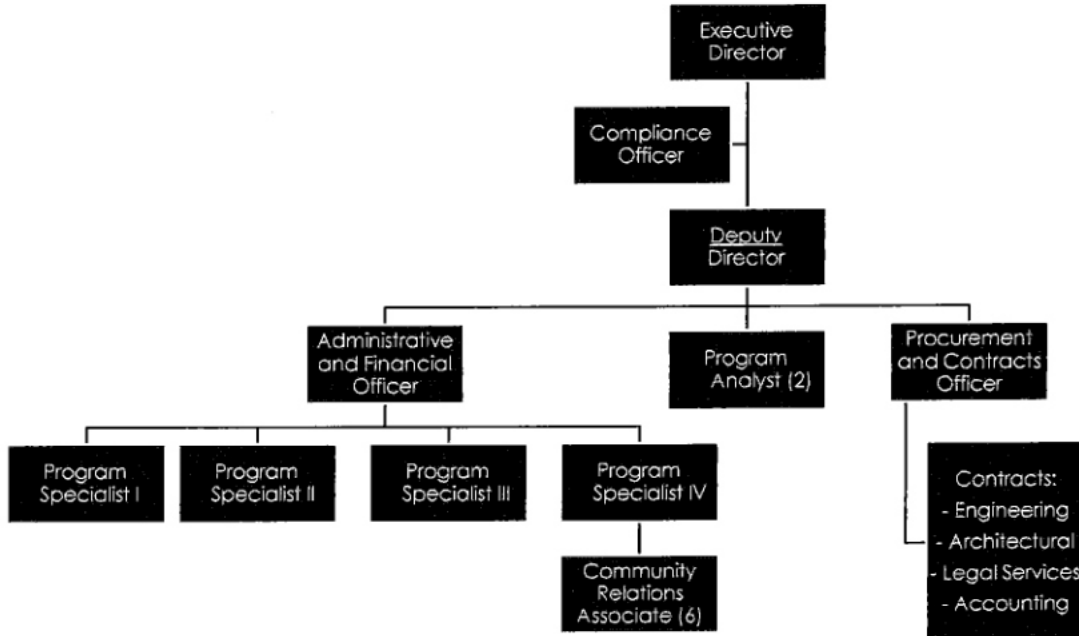 Executive
Director
Compliance
Officer
Deputy
Director
Administrative
and Financial
Officer
Program
Analyst (2)
Procurement
and Contracts
Officer
Program
Specialist I
Program
Specialist II
Program
Specialist III
Program
Specialist IV
Contracts:
- Engineering
- Architectural
- Legal Services
- Accounting
Community
Relations
Associate (6)